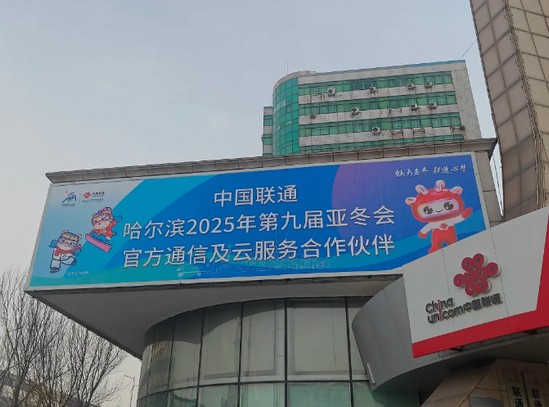 中国联通
哈尔滨2025年第九届亚冬会
官方通信及云服务合作伙伴
China
unicom中国联通